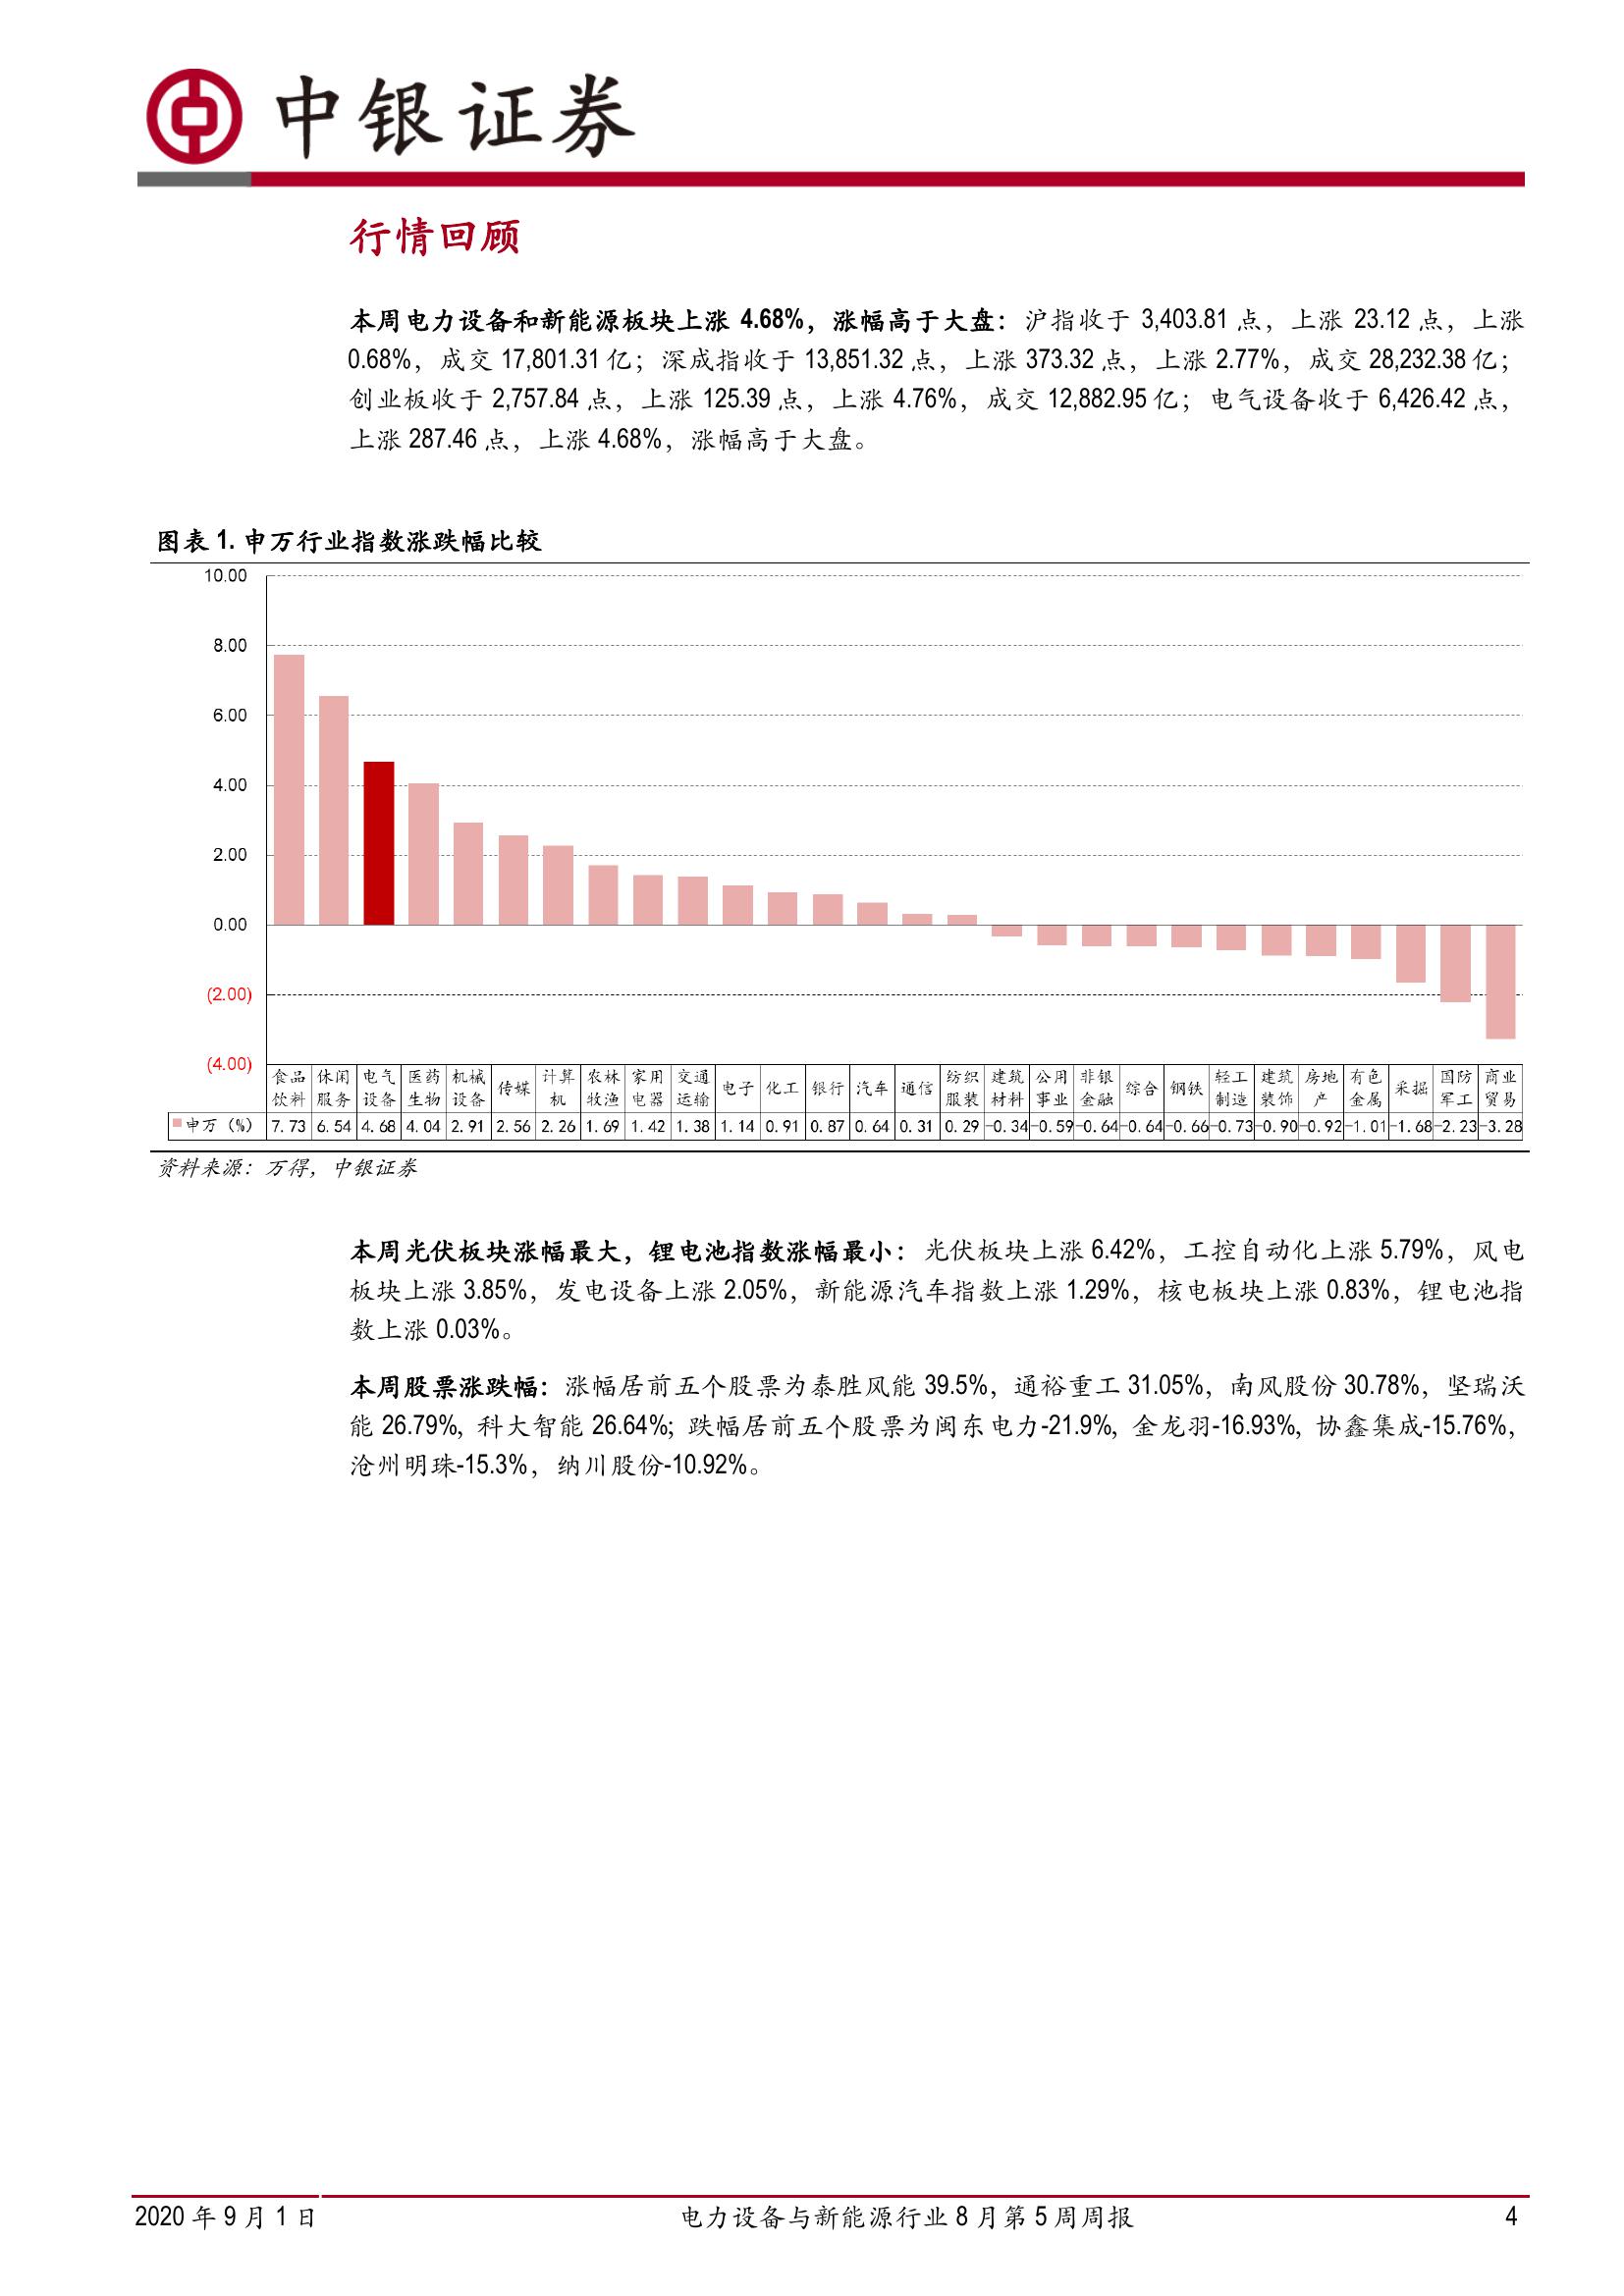 中银证券
行情回顾
本周电力设备和新能源板块上涨 4.68%，涨幅高于大盘：沪指收于 3,403.81 点，上涨 23.12 点，上涨
0.68%，成交 17,801.31 亿；深成指收于 13,851.32 点，上涨 373.32 点，上涨 2.77%，成交 28,232.38 亿；
创业板收于 2,757.84 点，上涨 125.39 点，上涨 4.76%，成交 12,882.95 亿；电气设备收于 6,426.42 点，
上涨 287.46 点，上涨 4.68%，涨幅高于大盘。
图表 1. 申万行业指数涨跌幅比较
10.00
8.00
6.00
4.00
2.00
0.00
(2.00)
(4.00)
食品饮料 休闲服务 电气设备 医药生物 机械设备 传媒 计算机 农林牧渔 家用电器 交通运输 电子 化工 银行 汽车 通信 纺织服装 建筑材料 公用事业 非银金融 综合 钢铁 轻工制造 建筑装饰 房地产 有色金属 采掘 国防军工 商业贸易
申万（%） 7.73 6.54 4.68 4.04 2.91 2.56 2.26 1.69 1.42 1.38 1.14 0.91 0.87 0.64 0.31 0.29 -0.34 -0.59 -0.64 -0.64 -0.66 -0.73 -0.90 -0.92 -1.01 -1.68 -2.23 -3.28
资料来源：万得，中银证券
本周光伏板块涨幅最大，锂电池指数涨幅最小：光伏板块上涨 6.42%，工控自动化上涨 5.79%，风电
板块上涨 3.85%，发电设备上涨 2.05%，新能源汽车指数上涨 1.29%，核电板块上涨 0.83%，锂电池指
数上涨 0.03%。
本周股票涨跌幅：涨幅居前五个股票为泰胜风能 39.5%，通裕重工 31.05%，南风股份 30.78%，坚瑞沃
能 26.79%，科大智能 26.64%；跌幅居前五个股票为闽东电力-21.9%，金龙羽-16.93%，协鑫集成-15.76%，
沧州明珠-15.3%，纳川股份-10.92%。
2020 年 9 月 1 日 电力设备与新能源行业 8 月第 5 周周报 4